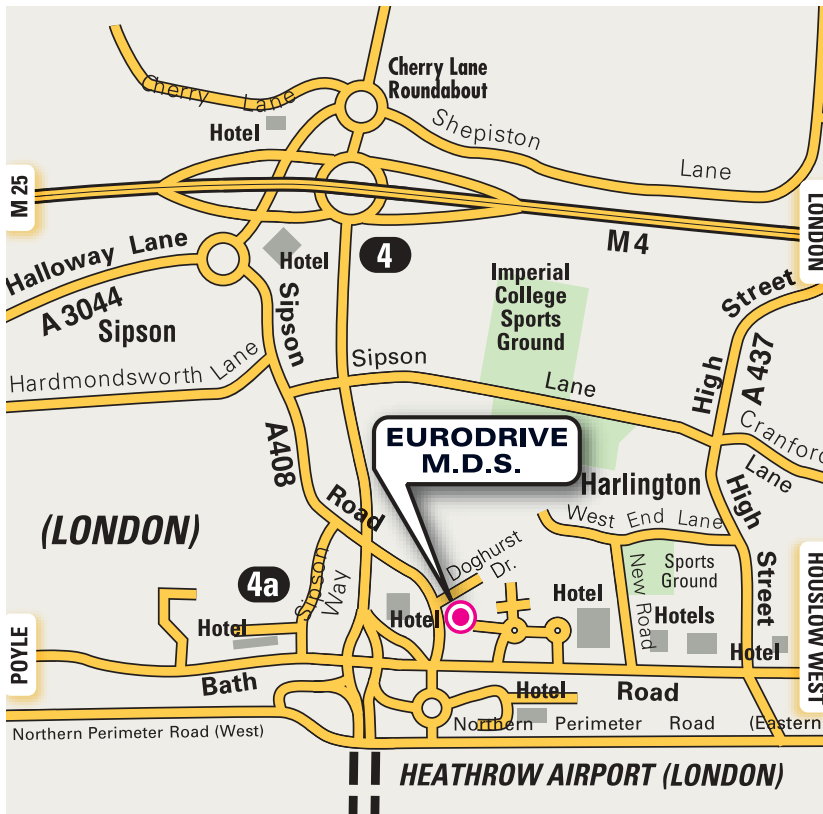 Cherry Lane
Roundabout
Cherry Lane
Hotel
Shepiston
Lane
M 25
LONDON
M 4
Halloway Lane
A 3044
Hotel
4
Sipson
Sipson
Imperial
College
Sports
Ground
Street
High
A 437
Hardmondsworth Lane
Sipson
Lane
Cranford
Lane
A408
EURODRIVE
M.D.S.
Harlington
High
Road
West End Lane
(LONDON)
Doghurst
Dr.
4a
Sipson
Way
Hotel
Hotel
Hotel
New Road
Sports
Ground
Hotels
Street
Hotel
HOUSLOW WEST
POYLE
Bath
Hotel
Road
Northern Perimeter Road (West)
Northern Perimeter Road (Eastern
HEATHROW AIRPORT (LONDON)